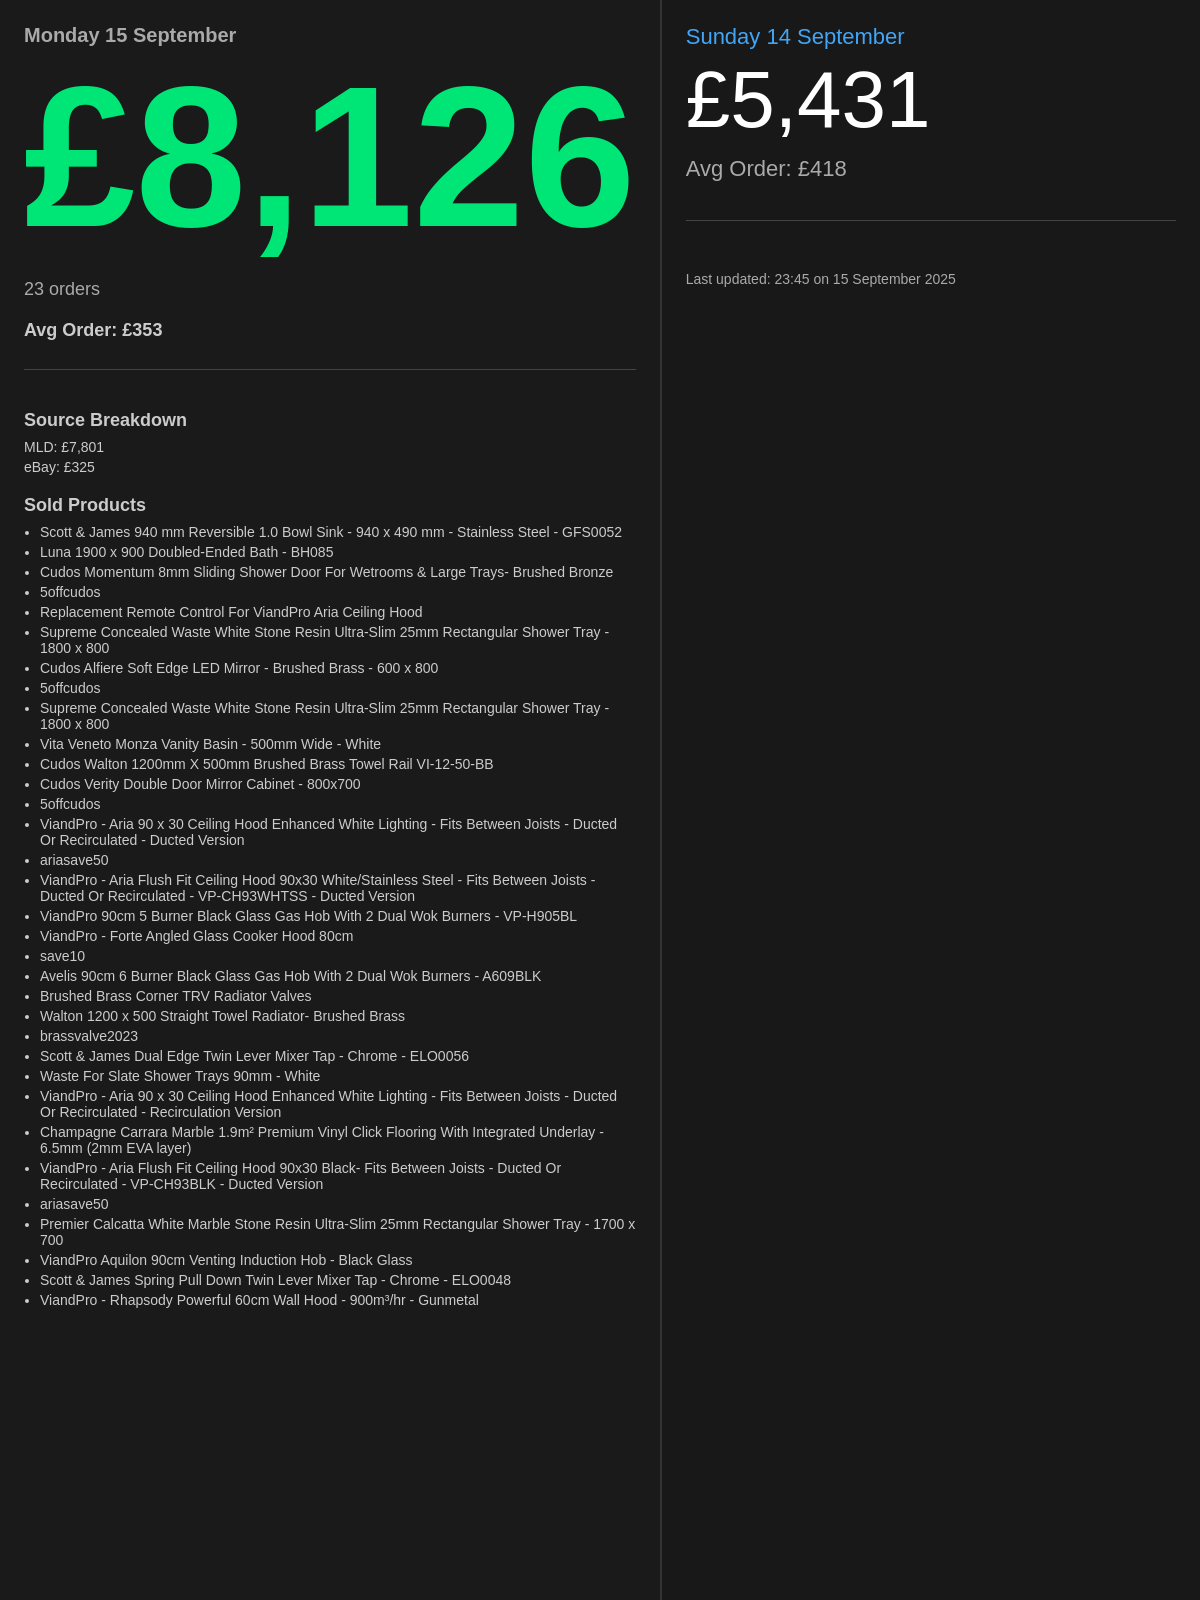 Monday 15 September
£8,126
23 orders
Avg Order: £353
Source Breakdown
MLD: £7,801
eBay: £325
Sold Products
• Scott & James 940 mm Reversible 1.0 Bowl Sink - 940 x 490 mm - Stainless Steel - GFS0052
• Luna 1900 x 900 Doubled-Ended Bath - BH085
• Cudos Momentum 8mm Sliding Shower Door For Wetrooms & Large Trays- Brushed Bronze
• 5offcudos
• Replacement Remote Control For ViandPro Aria Ceiling Hood
• Supreme Concealed Waste White Stone Resin Ultra-Slim 25mm Rectangular Shower Tray -
1800 x 800
• Cudos Alfiere Soft Edge LED Mirror - Brushed Brass - 600 x 800
• 5offcudos
• Supreme Concealed Waste White Stone Resin Ultra-Slim 25mm Rectangular Shower Tray -
1800 x 800
• Vita Veneto Monza Vanity Basin - 500mm Wide - White
• Cudos Walton 1200mm X 500mm Brushed Brass Towel Rail VI-12-50-BB
• Cudos Verity Double Door Mirror Cabinet - 800x700
• 5offcudos
• ViandPro - Aria 90 x 30 Ceiling Hood Enhanced White Lighting - Fits Between Joists - Ducted
Or Recirculated - Ducted Version
• ariasave50
• ViandPro - Aria Flush Fit Ceiling Hood 90x30 White/Stainless Steel - Fits Between Joists -
Ducted Or Recirculated - VP-CH93WHTSS - Ducted Version
• ViandPro 90cm 5 Burner Black Glass Gas Hob With 2 Dual Wok Burners - VP-H905BL
• ViandPro - Forte Angled Glass Cooker Hood 80cm
• save10
• Avelis 90cm 6 Burner Black Glass Gas Hob With 2 Dual Wok Burners - A609BLK
• Brushed Brass Corner TRV Radiator Valves
• Walton 1200 x 500 Straight Towel Radiator- Brushed Brass
• brassvalve2023
• Scott & James Dual Edge Twin Lever Mixer Tap - Chrome - ELO0056
• Waste For Slate Shower Trays 90mm - White
• ViandPro - Aria 90 x 30 Ceiling Hood Enhanced White Lighting - Fits Between Joists - Ducted
Or Recirculated - Recirculation Version
• Champagne Carrara Marble 1.9m² Premium Vinyl Click Flooring With Integrated Underlay -
6.5mm (2mm EVA layer)
• ViandPro - Aria Flush Fit Ceiling Hood 90x30 Black- Fits Between Joists - Ducted Or
Recirculated - VP-CH93BLK - Ducted Version
• ariasave50
• Premier Calcatta White Marble Stone Resin Ultra-Slim 25mm Rectangular Shower Tray - 1700 x
700
• ViandPro Aquilon 90cm Venting Induction Hob - Black Glass
• Scott & James Spring Pull Down Twin Lever Mixer Tap - Chrome - ELO0048
• ViandPro - Rhapsody Powerful 60cm Wall Hood - 900m³/hr - Gunmetal
Sunday 14 September
£5,431
Avg Order: £418
Last updated: 23:45 on 15 September 2025